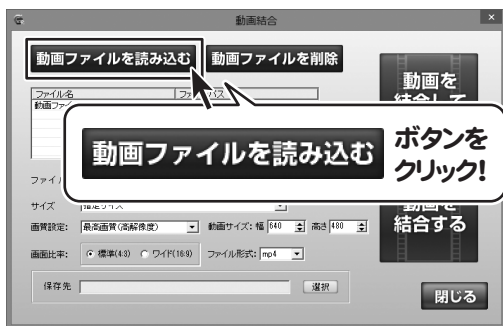 動画結合
動画ファイルを読み込む 動画ファイルを削除
ファイル名
動画ファイ
動画を
結合して
動画ファイルを読み込む ボタンを
クリック!
ファイル
サイズ 指定サイズ
動画を
結合する
画質設定: 最高画質(高解像度) 動画サイズ: 幅 640 高さ 480
画面比率: 標準(4:3) ワイド(16:9) ファイル形式: mp4
保存先 選択
閉じる